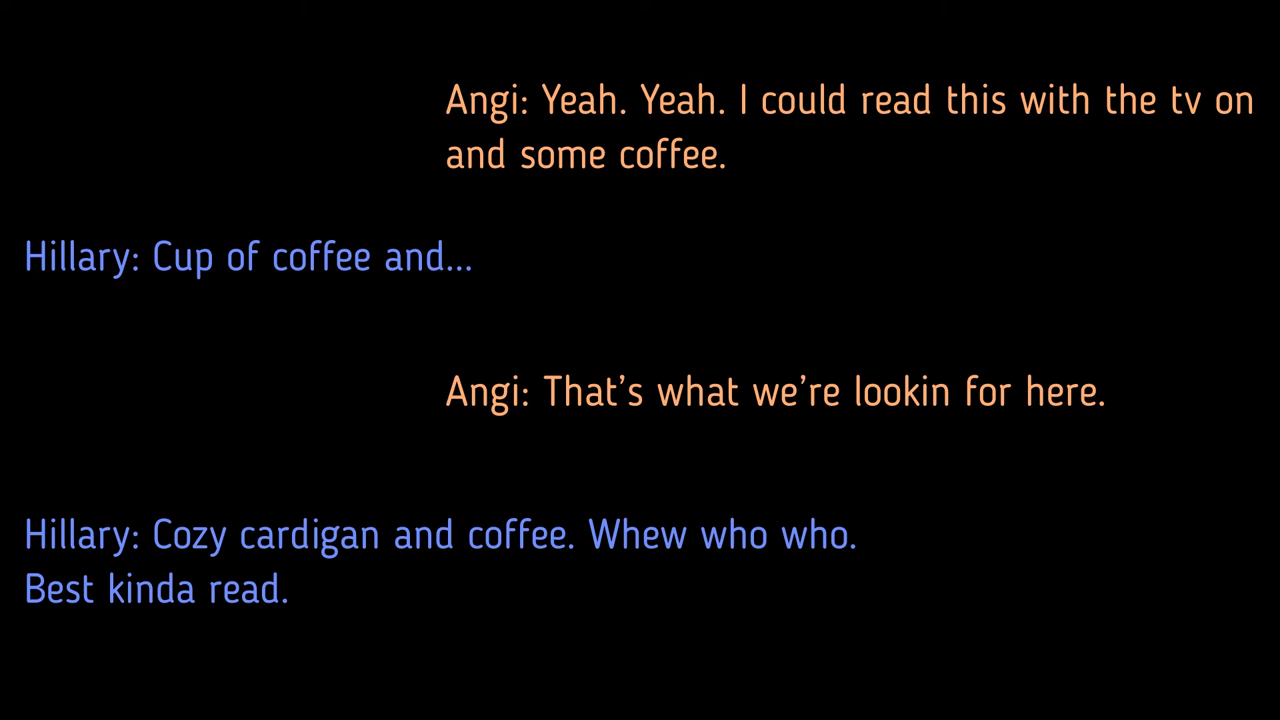 Angi: Yeah. Yeah. I could read this with the tv on
and some coffee.
Hillary: Cup of coffee and...
Angi: That’s what we’re lookin for here.
Hillary: Cozy cardigan and coffee. Whew who who.
Best kinda read.